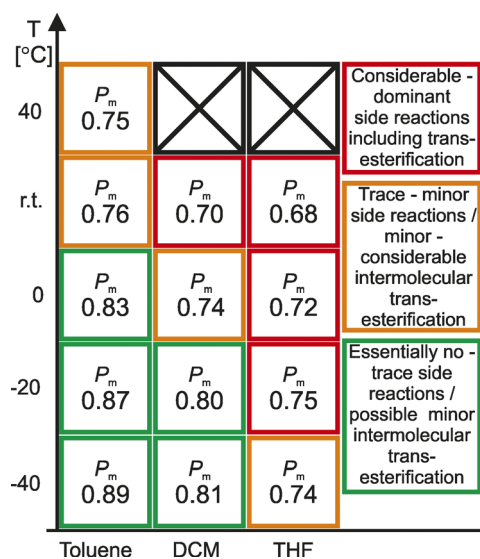 T
[°C]
40
Pm
0.75
Considerable -
dominant
side reactions
including trans-
esterification
r.t.
Pm
0.76
Pm
0.70
Pm
0.68
Trace - minor
side reactions /
minor -
considerable
intermolecular
trans-
esterification
0
Pm
0.83
Pm
0.74
Pm
0.72
-20
Pm
0.87
Pm
0.80
Pm
0.75
Essentially no -
trace side
reactions /
possible minor
intermolecular
trans-
esterification
-40
Pm
0.89
Pm
0.81
Pm
0.74
Toluene DCM THF